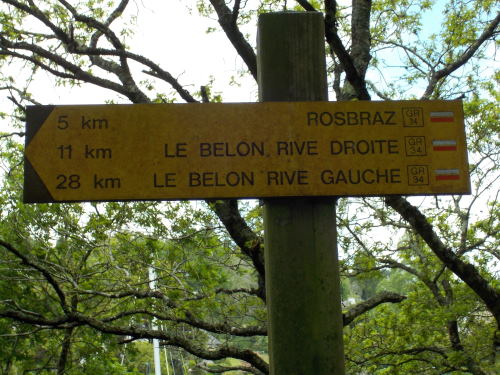 5 km ROSBRAZ GR 34
11 km LE BELON, RIVE DROITE GR 34
28 km LE BELON RIVE GAUCHE GR 34